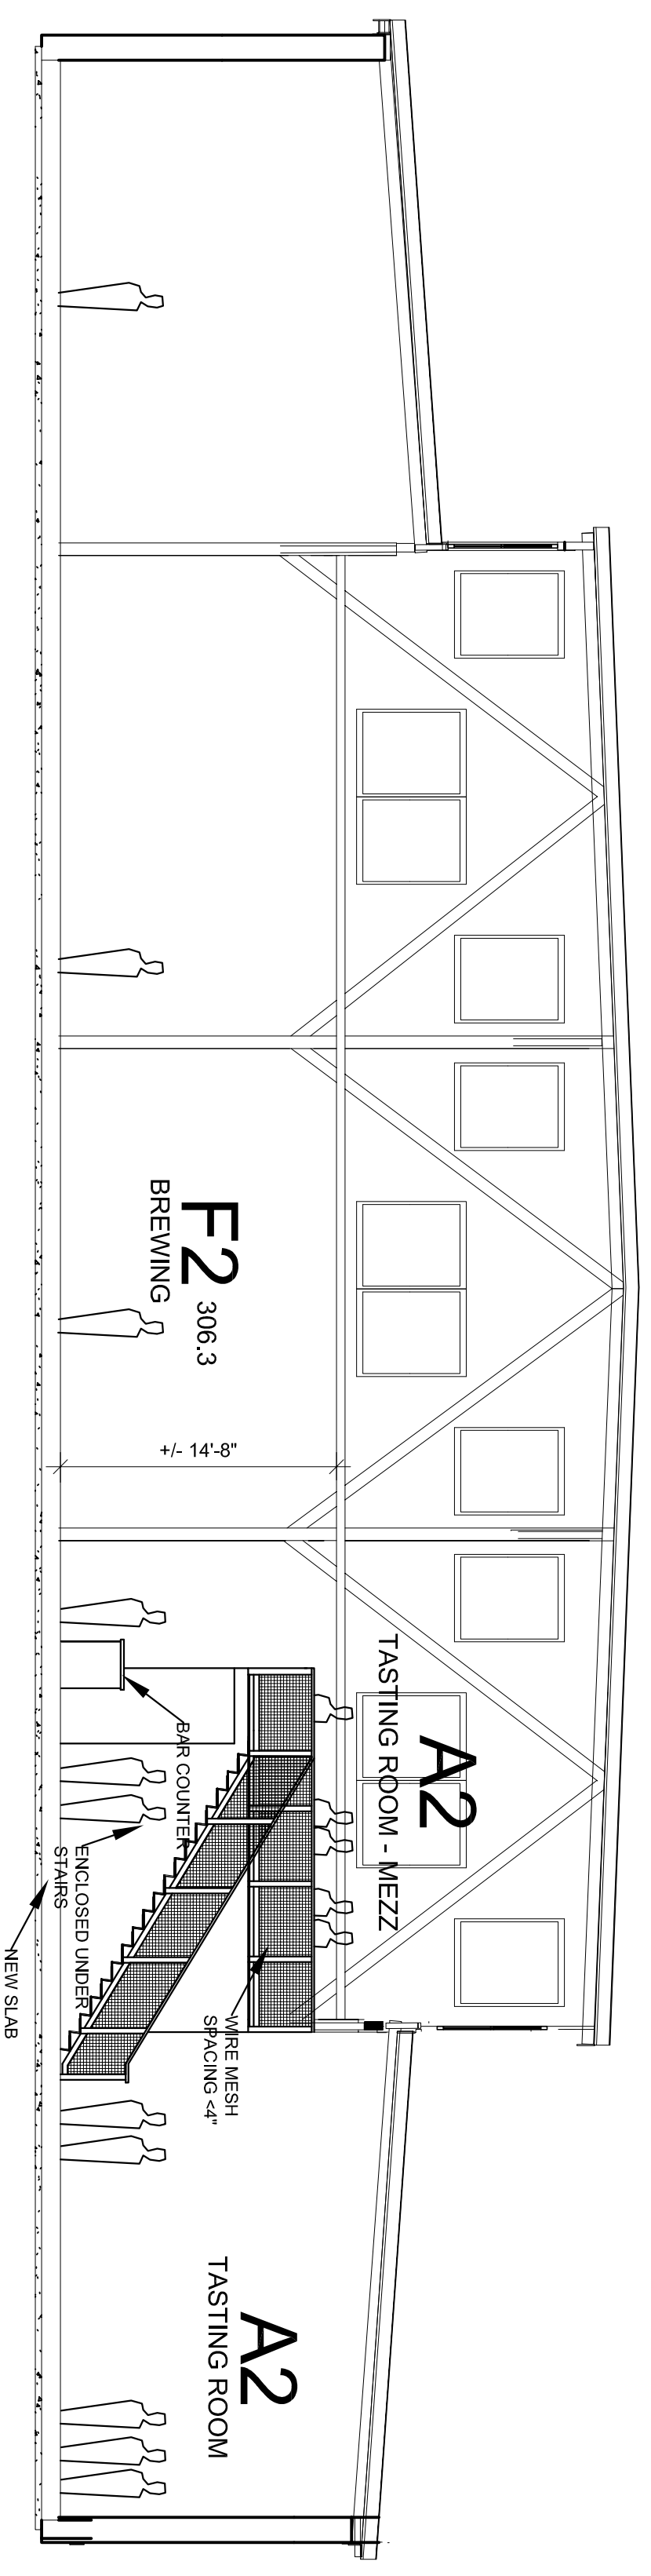 F2 306.3
BREWING
+/- 14'-8"
A2
TASTING ROOM - MEZZ
BAR COUNTER
ENCLOSED UNDER
STAIRS
NEW SLAB
WIRE MESH
SPACING <4"
A2
TASTING ROOM